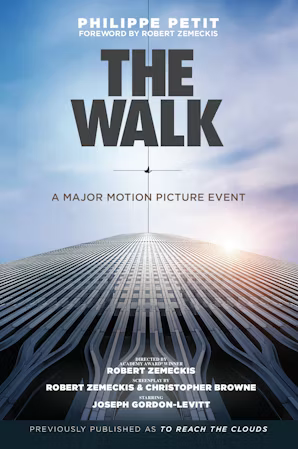 PHILIPPE PETIT
FOREWORD BY ROBERT ZEMECKIS
THE
WALK
A MAJOR MOTION PICTURE EVENT
DIRECTED BY
ACADEMY AWARD® WINNER
ROBERT ZEMECKIS
SCREENPLAY BY
ROBERT ZEMECKIS & CHRISTOPHER BROWNE
STARRING
JOSEPH GORDON-LEVITT
PREVIOUSLY PUBLISHED AS TO REACH THE CLOUDS